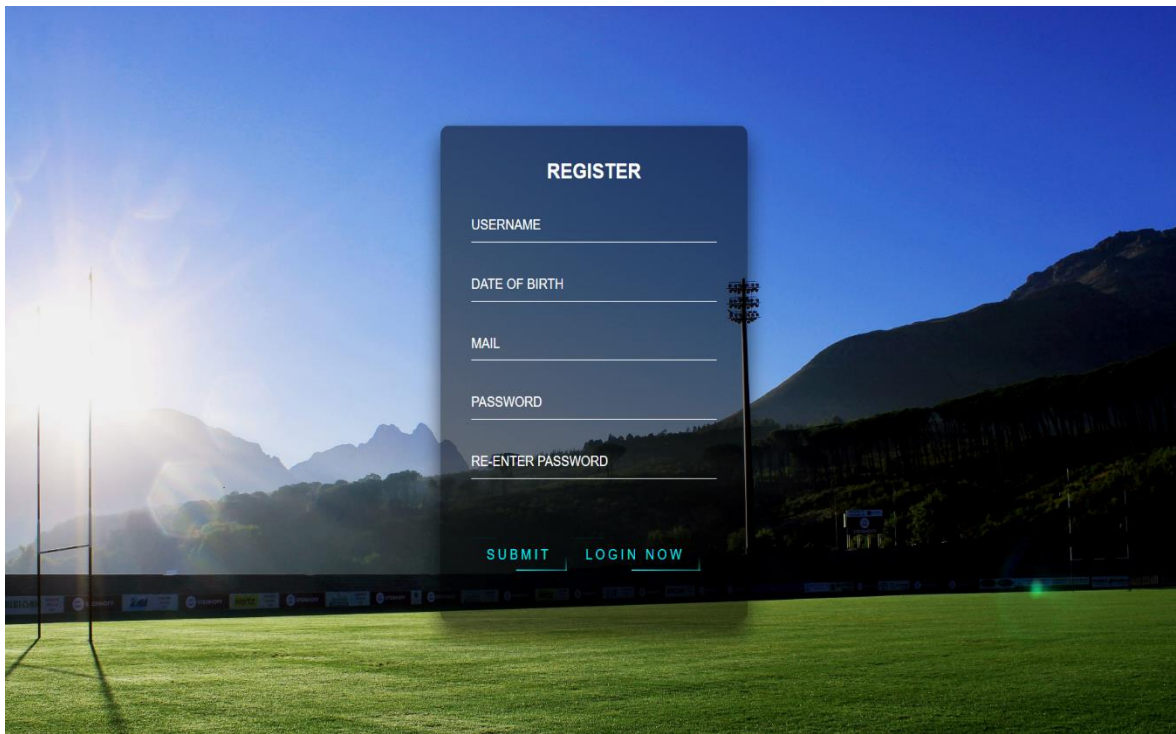 REGISTER
USERNAME
DATE OF BIRTH
MAIL
PASSWORD
RE-ENTER PASSWORD
SUBMIT LOGIN NOW